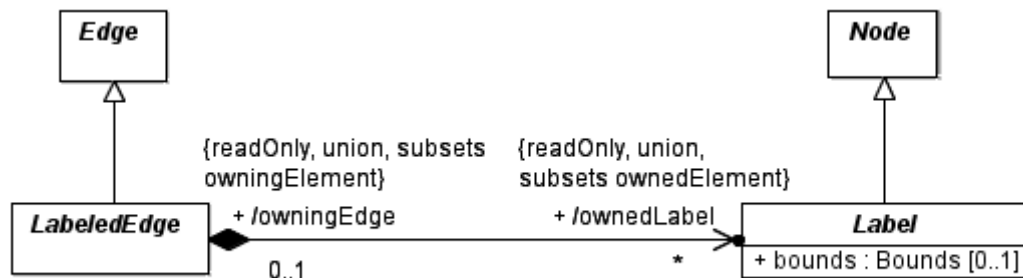 Edge
Node
{readOnly, union, subsets
owningElement}
{readOnly, union,
subsets ownedElement}
LabeledEdge
+ /owningEdge
+ /ownedLabel
Label
0..1
*
+ bounds : Bounds [0..1]